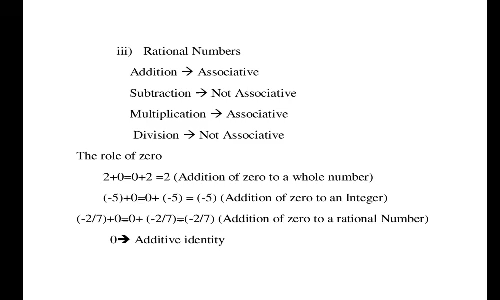 iii) Rational Numbers
Addition → Associative
Subtraction → Not Associative
Multiplication → Associative
Division → Not Associative
The role of zero
2+0=0+2 =2 (Addition of zero to a whole number)
(-5)+0=0+ (-5) = (-5) (Addition of zero to an Integer)
(-2/7)+0=0+ (-2/7)=(-2/7) (Addition of zero to a rational Number)
0➔ Additive identity